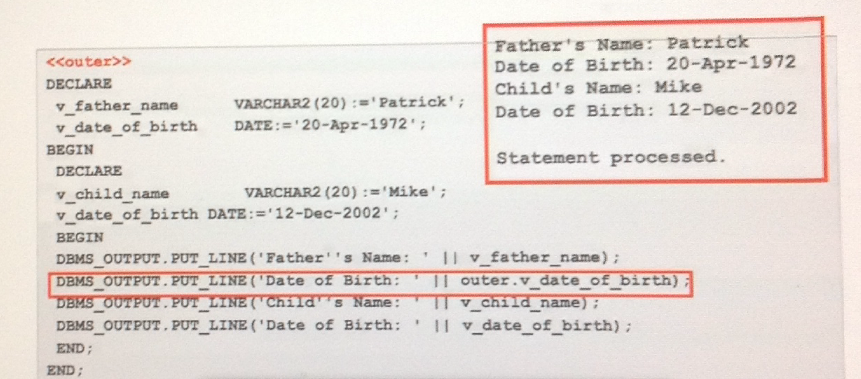 <<outer>>
DECLARE
v_father_name VARCHAR2(20):='Patrick';
v_date_of_birth DATE:='20-Apr-1972';
BEGIN
DECLARE
v_child_name VARCHAR2(20):='Mike';
v_date_of_birth DATE:='12-Dec-2002';
BEGIN
DBMS_OUTPUT.PUT_LINE('Father''s Name: ' || v_father_name);
DBMS_OUTPUT.PUT_LINE('Date of Birth: ' || outer.v_date_of_birth);
DBMS_OUTPUT.PUT_LINE('Child''s Name: ' || v_child_name);
DBMS_OUTPUT.PUT_LINE('Date of Birth: ' || v_date_of_birth);
END;
END;
Father's Name: Patrick
Date of Birth: 20-Apr-1972
Child's Name: Mike
Date of Birth: 12-Dec-2002
Statement processed.